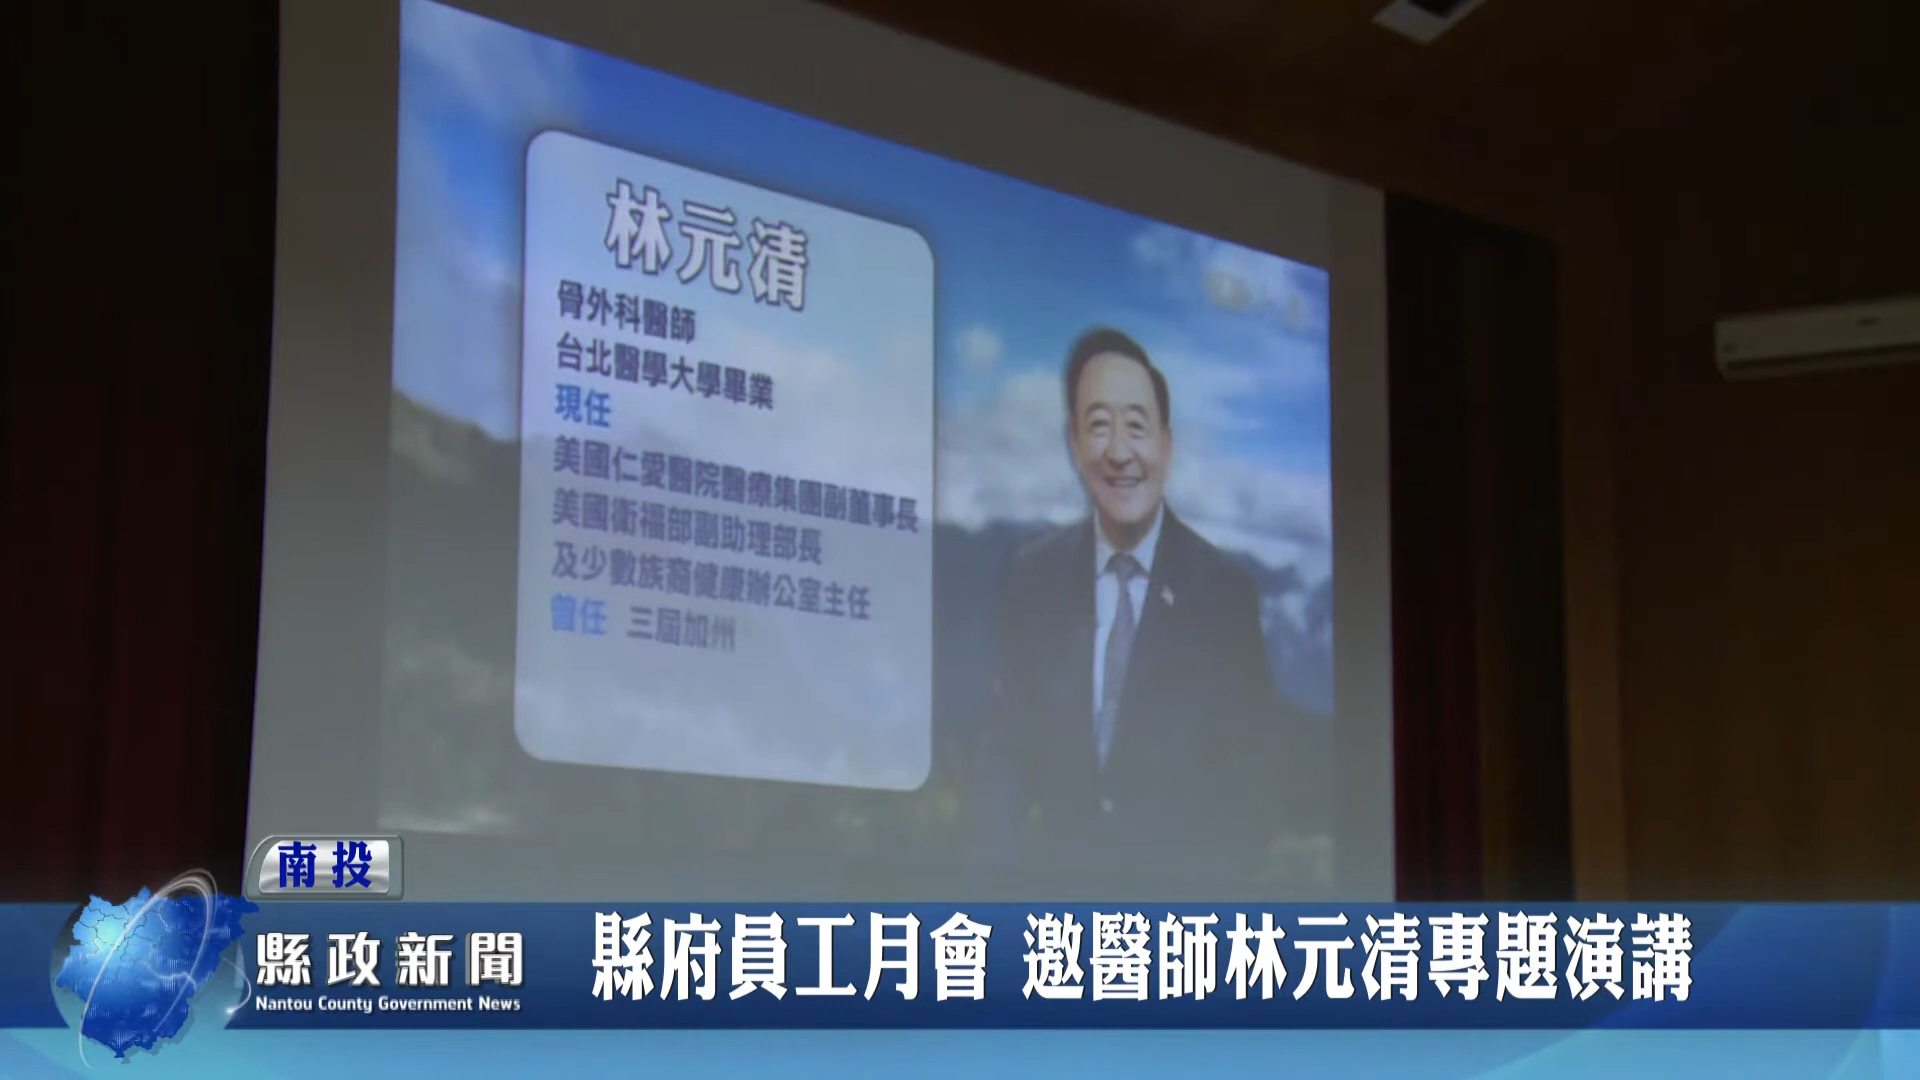 林元清
骨外科醫師
台北醫學大學畢業
現任
美國仁愛醫院醫療集團副董事長
美國衛福部副助理部長
及少數族裔健康辦公室主任
曾任 三屆加州
南投
縣政新聞
Nantou County Government News
縣府員工月會 邀醫師林元清專題演講